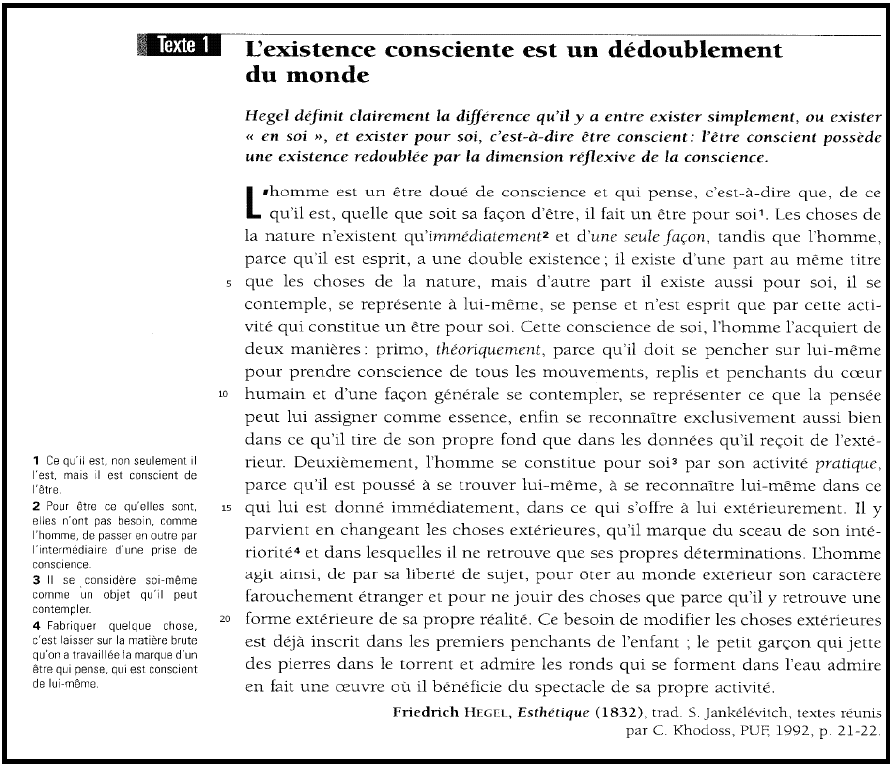 Texte 1
L'existence consciente est un dédoublement
du monde
Hegel définit clairement la différence qu'il y a entre exister simplement, ou exister
« en soi », et exister pour soi, c'est-à-dire être conscient : l'être conscient possède
une existence redoublée par la dimension réflexive de la conscience.
L'homme est un être doué de conscience et qui pense, c'est-à-dire que, de ce
qu'il est, quelle que soit sa façon d'être, il fait un être pour soi¹. Les choses de
la nature n'existent qu'immédiatement² et d'une seule façon, tandis que l'homme,
parce qu'il est esprit, a une double existence ; il existe d'une part au même titre
5 que les choses de la nature, mais d'autre part il existe aussi pour soi, il se
contemple, se représente à lui-même, se pense et n'est esprit que par cette acti-
vité qui constitue un être pour soi. Cette conscience de soi, l'homme l'acquiert de
deux manières : primo, théoriquement, parce qu'il doit se pencher sur lui-même
pour prendre conscience de tous les mouvements, replis et penchants du cœur
10 humain et d'une façon générale se contempler, se représenter ce que la pensée
peut lui assigner comme essence, enfin se reconnaître exclusivement aussi bien
dans ce qu'il tire de son propre fond que dans les données qu'il reçoit de l'exté-
rieur. Deuxièmement, l'homme se constitue pour soi³ par son activité pratique,
parce qu'il est poussé à se trouver lui-même, à se reconnaître lui-même dans ce
15 qui lui est donné immédiatement, dans ce qui s'offre à lui extérieurement. Il y
parvient en changeant les choses extérieures, qu'il marque du sceau de son inté-
riorité⁴ et dans lesquelles il ne retrouve que ses propres déterminations. L'homme
agit ainsi, de par sa liberté de sujet, pour ôter au monde extérieur son caractère
farouchement étranger et pour ne jouir des choses que parce qu'il y retrouve une
20 forme extérieure de sa propre réalité. Ce besoin de modifier les choses extérieures
est déjà inscrit dans les premiers penchants de l'enfant ; le petit garçon qui jette
des pierres dans le torrent et admire les ronds qui se forment dans l'eau admire
en fait une œuvre où il bénéficie du spectacle de sa propre activité.
Friedrich HEGEL, Esthétique (1832), trad. S. Jankélévitch, textes réunis
par C. Khodoss, PUF, 1992, p. 21-22.
1 Ce qu'il est, non seulement il
l'est, mais il est conscient de
l'être.
2 Pour être ce qu'elles sont,
elles n'ont pas besoin, comme
l'homme, de passer en outre par
l'intermédiaire d'une prise de
conscience.
3 Il se considère soi-même
comme un objet qu'il peut
contempler.
4 Fabriquer quelque chose,
c'est laisser sur la matière brute
qu'on a travaillée la marque d'un
être qui pense, qui est conscient
de lui-même.